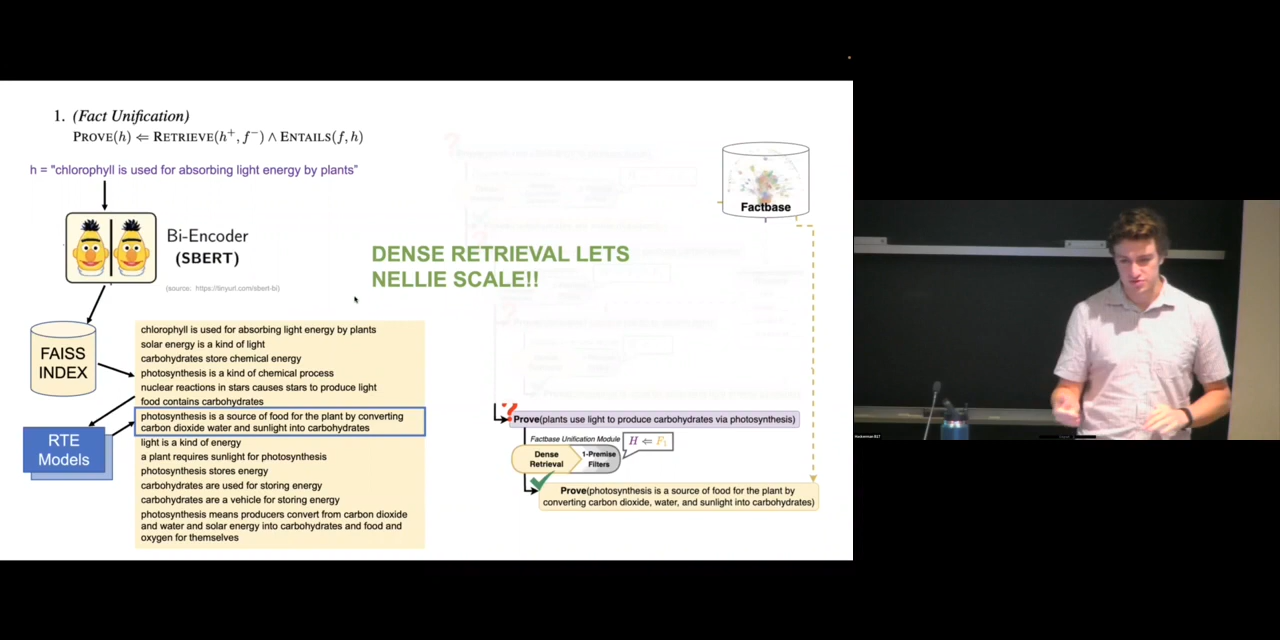 1. (Fact Unification)
PROVE(h) ⇐ RETRIEVE(h⁺, f⁻) ∧ ENTAILS(f, h)
h = "chlorophyll is used for absorbing light energy by plants"
Bi-Encoder
(SBERT)
(source: https://tinyurl.com/sbert-bi)
DENSE RETRIEVAL LETS
NELLIE SCALE!!
Factbase
FAISS
INDEX
chlorophyll is used for absorbing light energy by plants
solar energy is a kind of light
carbohydrates store chemical energy
photosynthesis is a kind of chemical process
nuclear reactions in stars causes stars to produce light
food contains carbohydrates
photosynthesis is a source of food for the plant by converting
carbon dioxide water and sunlight into carbohydrates
light is a kind of energy
a plant requires sunlight for photosynthesis
photosynthesis stores energy
carbohydrates are used for storing energy
carbohydrates are a vehicle for storing energy
photosynthesis means producers convert from carbon dioxide
and water and solar energy into carbohydrates and food and
oxygen for themselves
RTE
Models
?
Prove(plants use light to produce carbohydrates via photosynthesis)
Factbase Unification Module
H ⇐ F₁
Dense
Retrieval
1-Premise
Filters
Prove(photosynthesis is a source of food for the plant by
converting carbon dioxide, water, and sunlight into carbohydrates)